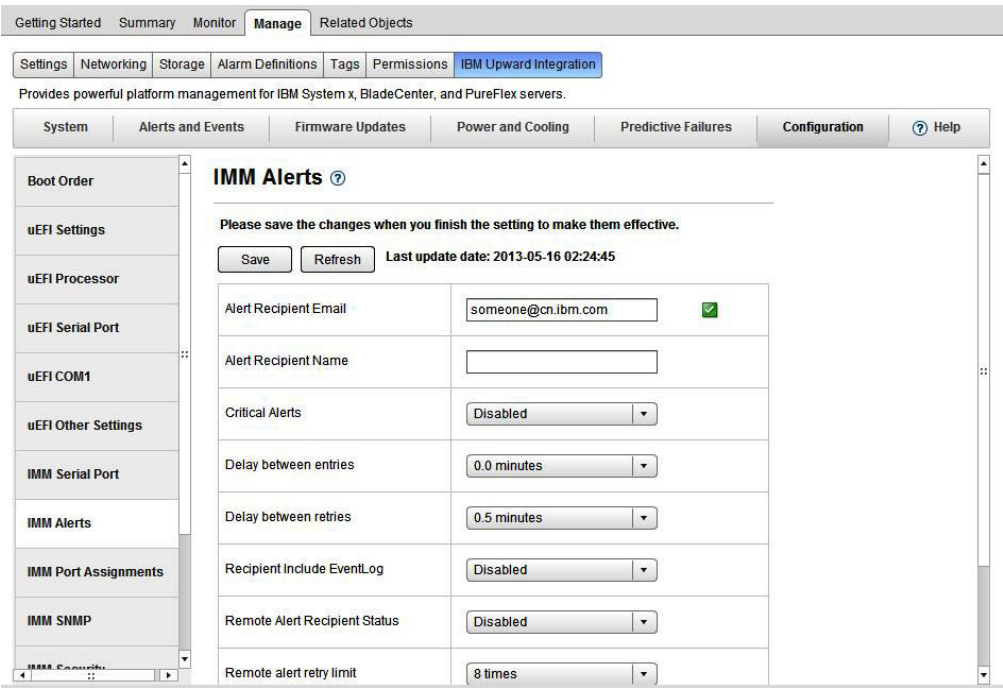 Getting Started Summary Monitor Manage Related Objects
Settings Networking Storage Alarm Definitions Tags Permissions IBM Upward Integration
Provides powerful platform management for IBM System x, BladeCenter, and PureFlex servers.
System Alerts and Events Firmware Updates Power and Cooling Predictive Failures Configuration ? Help
Boot Order
uEFI Settings
uEFI Processor
uEFI Serial Port
uEFI COM1
uEFI Other Settings
IMM Serial Port
IMM Alerts
IMM Port Assignments
IMM SNMP
IMM Security
IMM Alerts ?
Please save the changes when you finish the setting to make them effective.
Save Refresh Last update date: 2013-05-16 02:24:45
Alert Recipient Email someone@cn.ibm.com
Alert Recipient Name
Critical Alerts Disabled
Delay between entries 0.0 minutes
Delay between retries 0.5 minutes
Recipient Include EventLog Disabled
Remote Alert Recipient Status Disabled
Remote alert retry limit 8 times